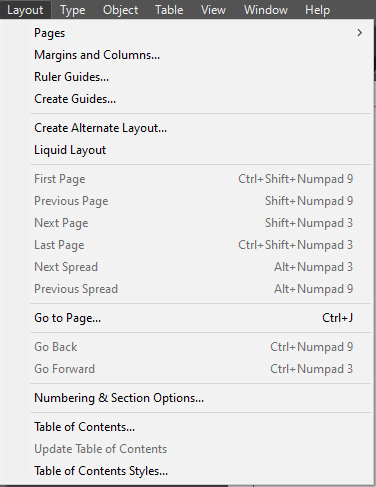 Layout Type Object Table View Window Help
Pages
Margins and Columns...
Ruler Guides...
Create Guides...
Create Alternate Layout...
Liquid Layout
First Page Ctrl+Shift+Numpad 9
Previous Page Shift+Numpad 9
Next Page Shift+Numpad 3
Last Page Ctrl+Shift+Numpad 3
Next Spread Alt+Numpad 3
Previous Spread Alt+Numpad 9
Go to Page... Ctrl+J
Go Back Ctrl+Numpad 9
Go Forward Ctrl+Numpad 3
Numbering & Section Options...
Table of Contents...
Update Table of Contents
Table of Contents Styles...